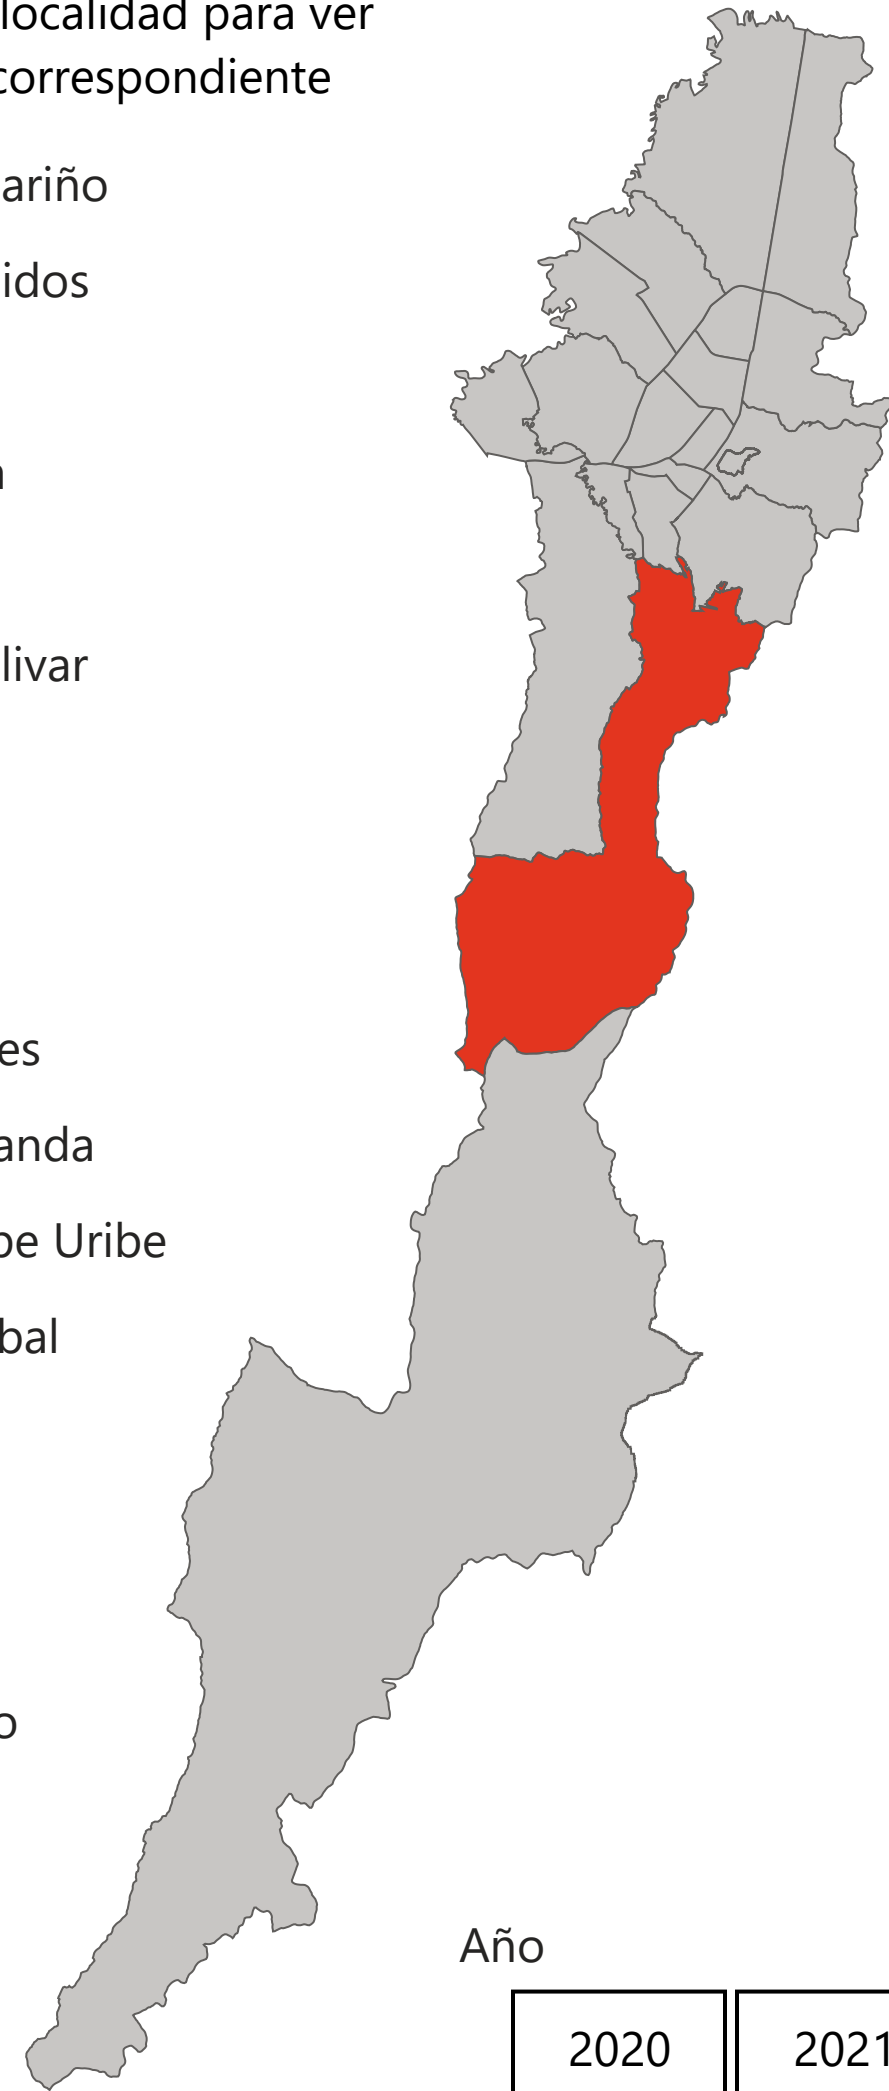 localidad para ver
correspondiente
ariño
idos
livar
es
anda
be Uribe
bal
o
Año
2020
2021